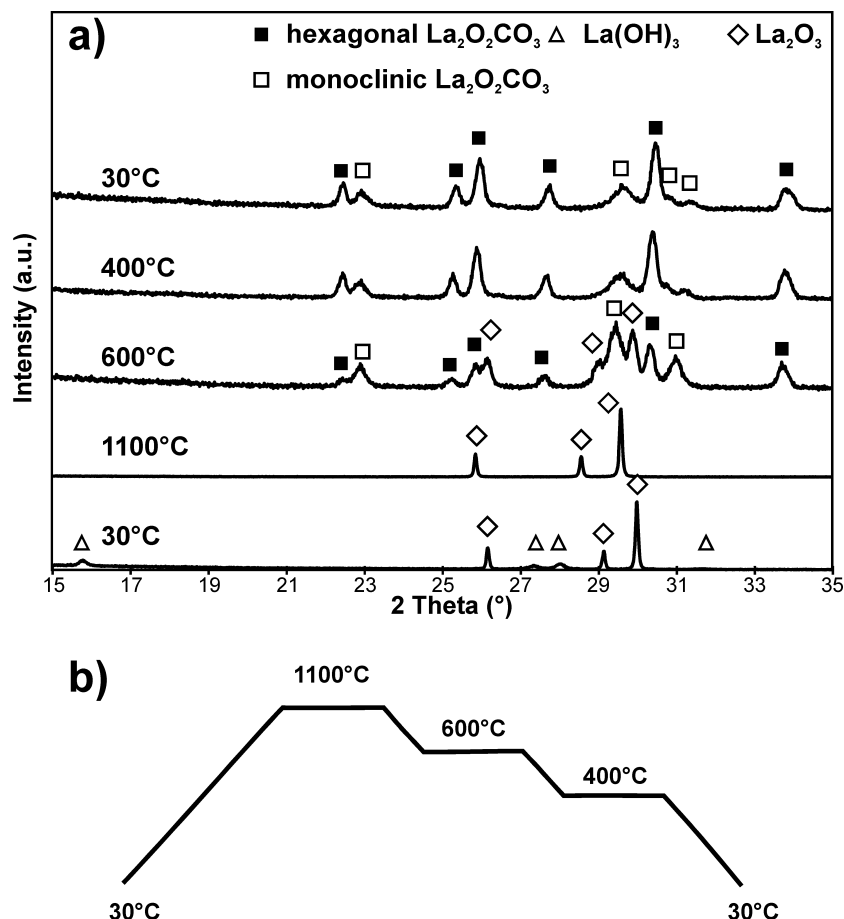 a)
■ hexagonal La₂O₂CO₃ △ La(OH)₃ ◇ La₂O₃
□ monoclinic La₂O₂CO₃
30°C
400°C
600°C
1100°C
30°C
Intensity (a.u.)
15 17 19 21 23 25 27 29 31 33 35
2 Theta (°)
b)
1100°C
600°C
400°C
30°C 30°C